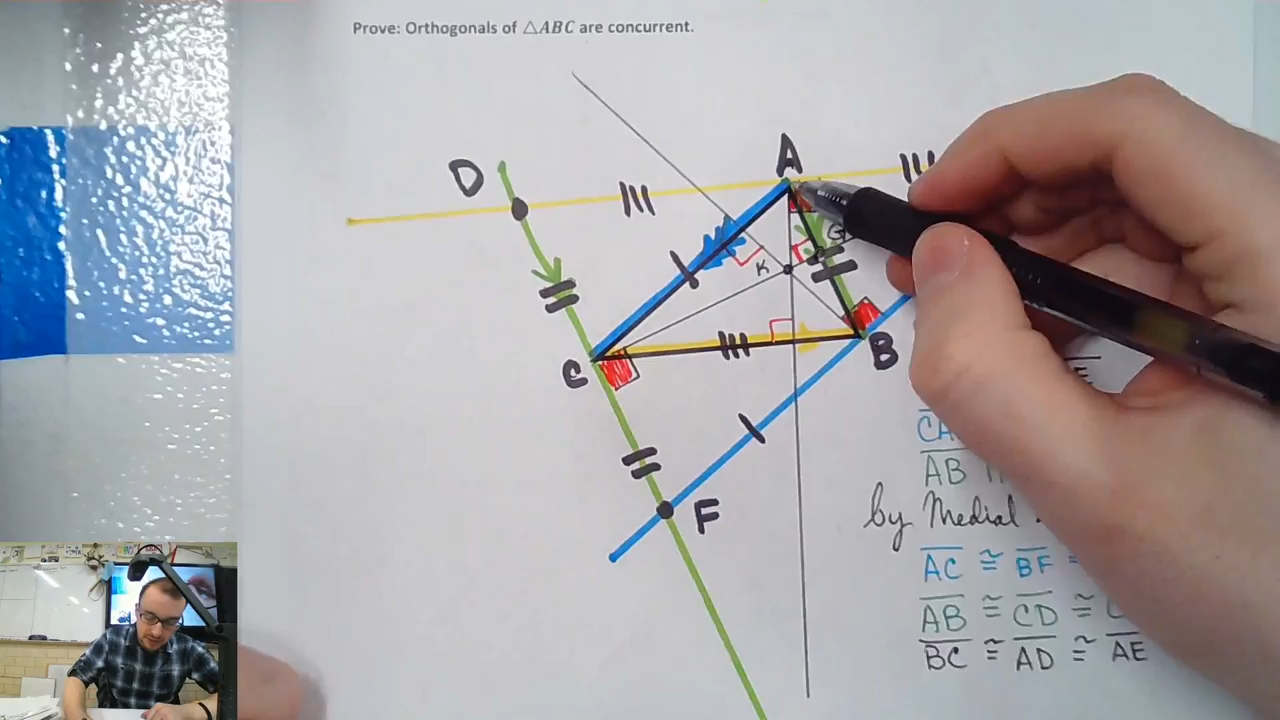 Prove: Orthogonals of △ABC are concurrent.
D
A
G
K
C
B
F
CA
AB ||
by Medial
AC ≅ BF ≅
AB ≅ CD ≅
BC ≅ AD ≅ AE